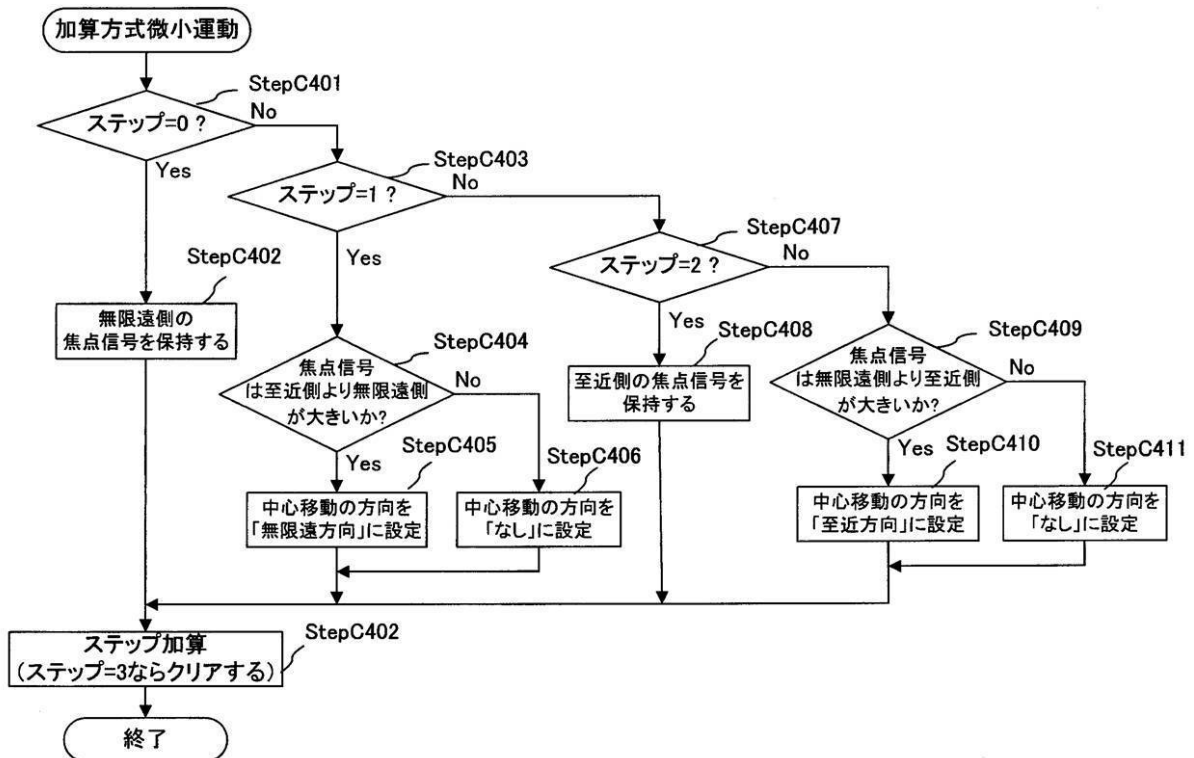 加算方式微小運動
StepC401
ステップ=0 ?
No
Yes
StepC403
ステップ=1 ?
No
Yes
StepC407
ステップ=2 ?
No
Yes
StepC402
無限遠側の
焦点信号を保持する
StepC404
焦点信号
は至近側より無限遠側
が大きいか?
No
Yes
StepC408
至近側の焦点信号を
保持する
StepC409
焦点信号
は無限遠側より至近側
が大きいか?
No
Yes
StepC405
中心移動の方向を
「無限遠方向」に設定
StepC406
中心移動の方向を
「なし」に設定
StepC410
中心移動の方向を
「至近方向」に設定
StepC411
中心移動の方向を
「なし」に設定
ステップ加算
(ステップ=3ならクリアする)
StepC402
終了